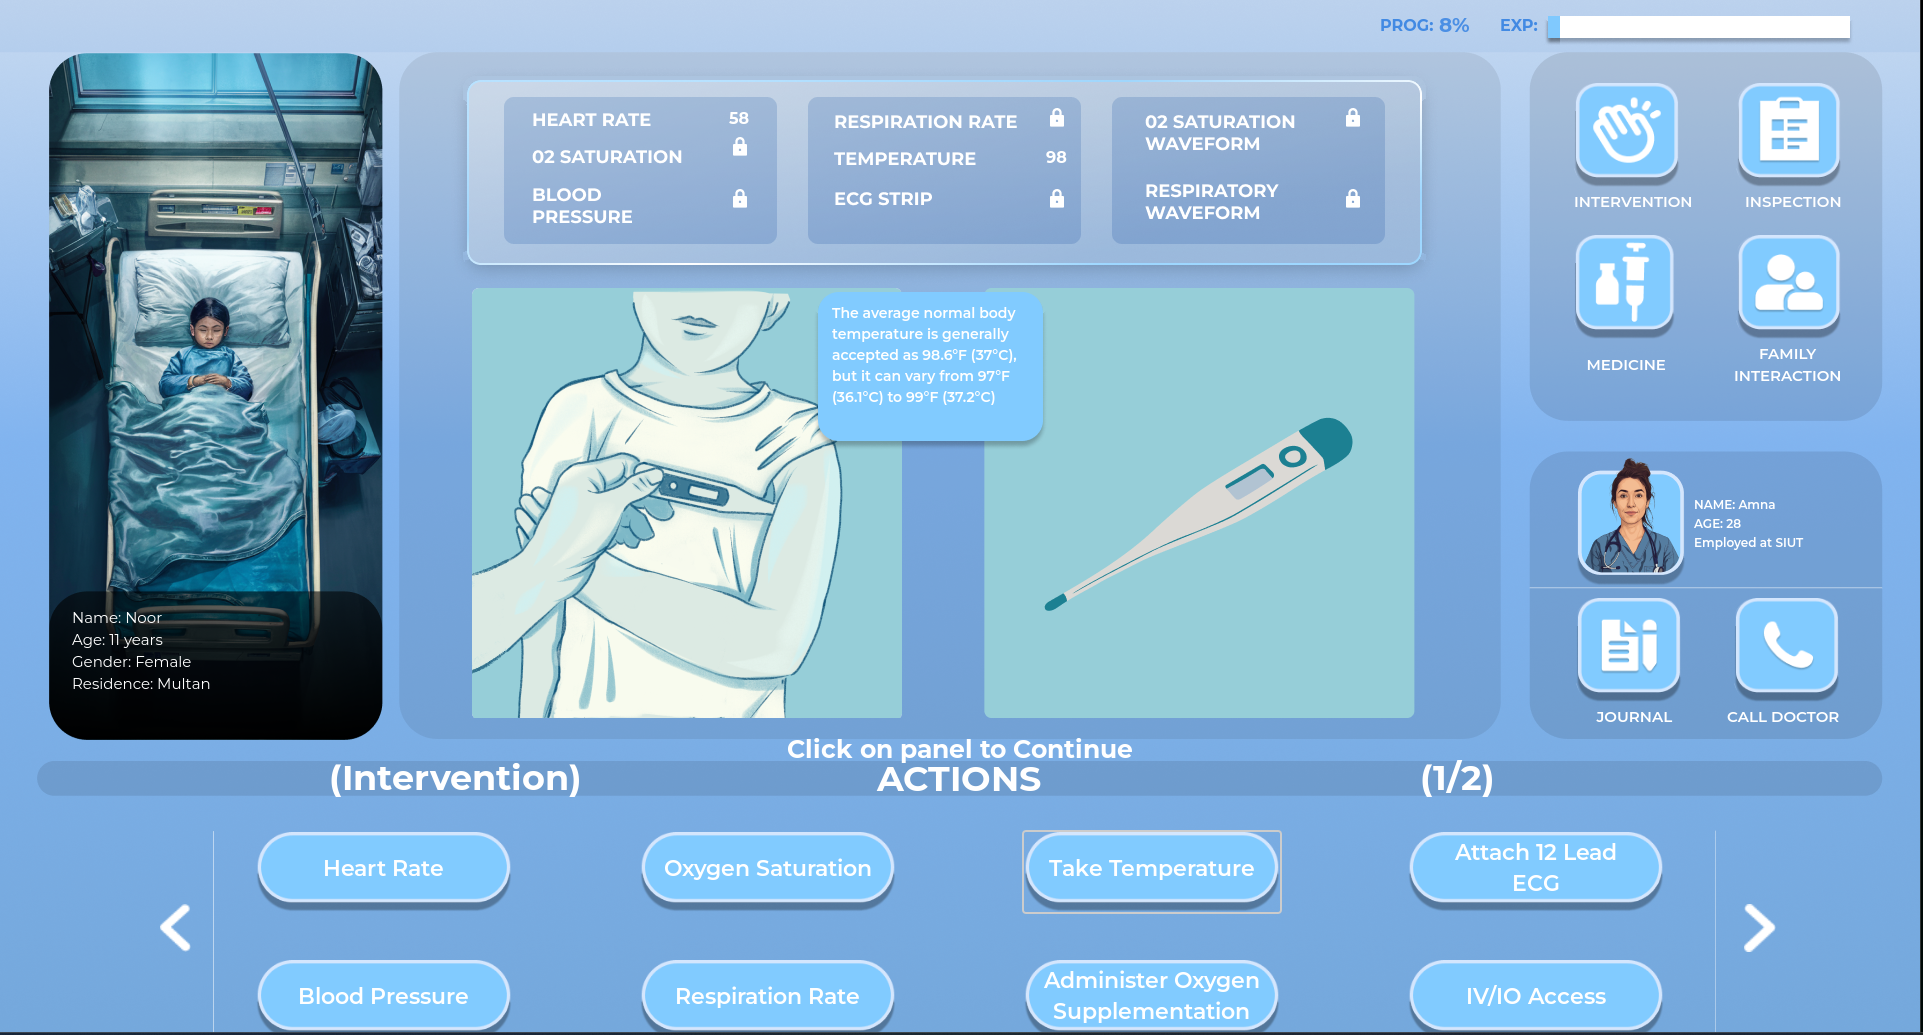 PROG: 8% EXP:
HEART RATE 58
02 SATURATION
BLOOD
PRESSURE
RESPIRATION RATE
TEMPERATURE 98
ECG STRIP
02 SATURATION
WAVEFORM
RESPIRATORY
WAVEFORM
The average normal body
temperature is generally
accepted as 98.6°F (37°C),
but it can vary from 97°F
(36.1°C) to 99°F (37.2°C)
INTERVENTION
INSPECTION
MEDICINE
FAMILY
INTERACTION
NAME: Amna
AGE: 28
Employed at SIUT
JOURNAL
CALL DOCTOR
Name: Noor
Age: 11 years
Gender: Female
Residence: Multan
Click on panel to Continue
(Intervention) ACTIONS (1/2)
Heart Rate
Oxygen Saturation
Take Temperature
Attach 12 Lead
ECG
Blood Pressure
Respiration Rate
Administer Oxygen
Supplementation
IV/IO Access